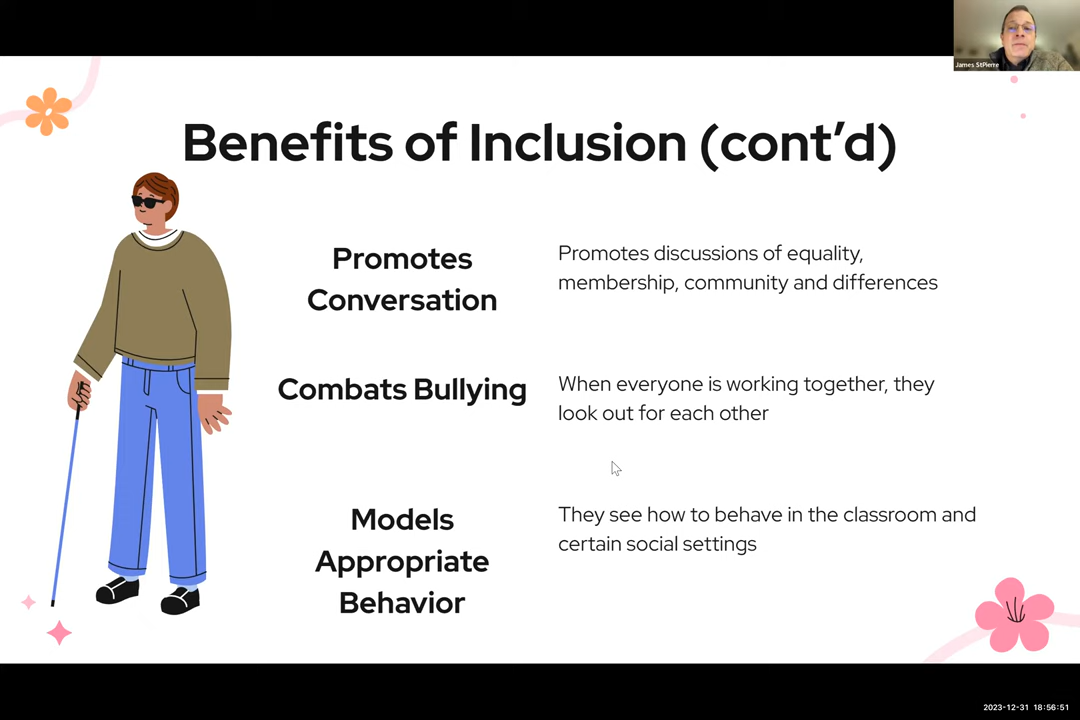 James StPierre
Benefits of Inclusion (cont’d)
Promotes
Conversation
Promotes discussions of equality,
membership, community and differences
Combats Bullying
When everyone is working together, they
look out for each other
Models
Appropriate
Behavior
They see how to behave in the classroom and
certain social settings
2023-12-31 18:56:51